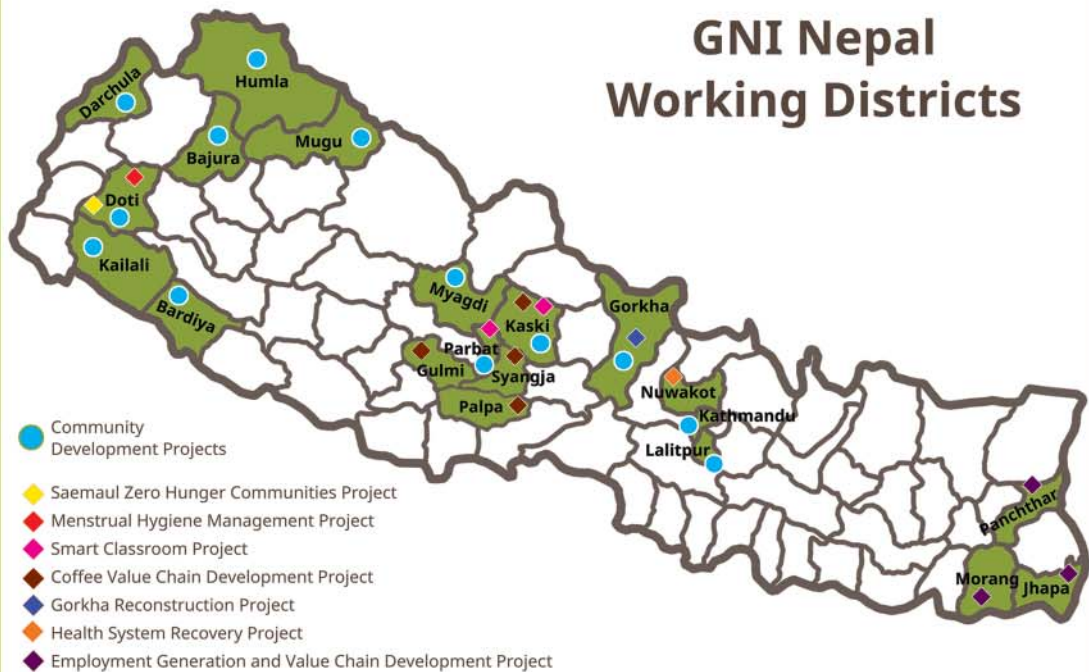 GNI Nepal
Working Districts
Darchula
Humla
Bajura
Mugu
Doti
Kailali
Bardiya
Myagdi
Kaski
Gorkha
Parbat
Gulmi
Syangja
Palpa
Nuwakot
Kathmandu
Lalitpur
Panchthar
Morang
Jhapa
Community
Development Projects
Saemaul Zero Hunger Communities Project
Menstrual Hygiene Management Project
Smart Classroom Project
Coffee Value Chain Development Project
Gorkha Reconstruction Project
Health System Recovery Project
Employment Generation and Value Chain Development Project